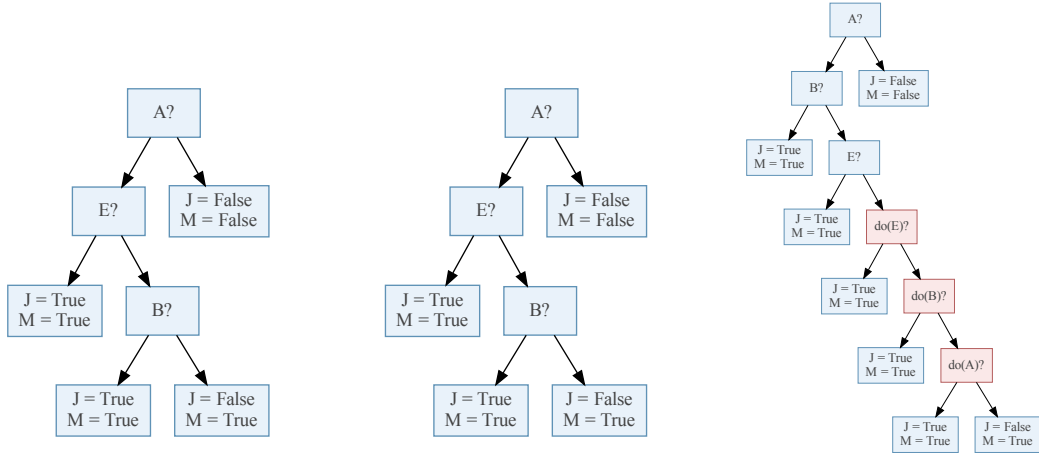 A?
E?
J = False
M = False
J = True
M = True
B?
J = True
M = True
J = False
M = True
A?
E?
J = False
M = False
J = True
M = True
B?
J = True
M = True
J = False
M = True
A?
B?
J = False
M = False
J = True
M = True
E?
J = True
M = True
do(E)?
J = True
M = True
do(B)?
J = True
M = True
do(A)?
J = True
M = True
J = False
M = True